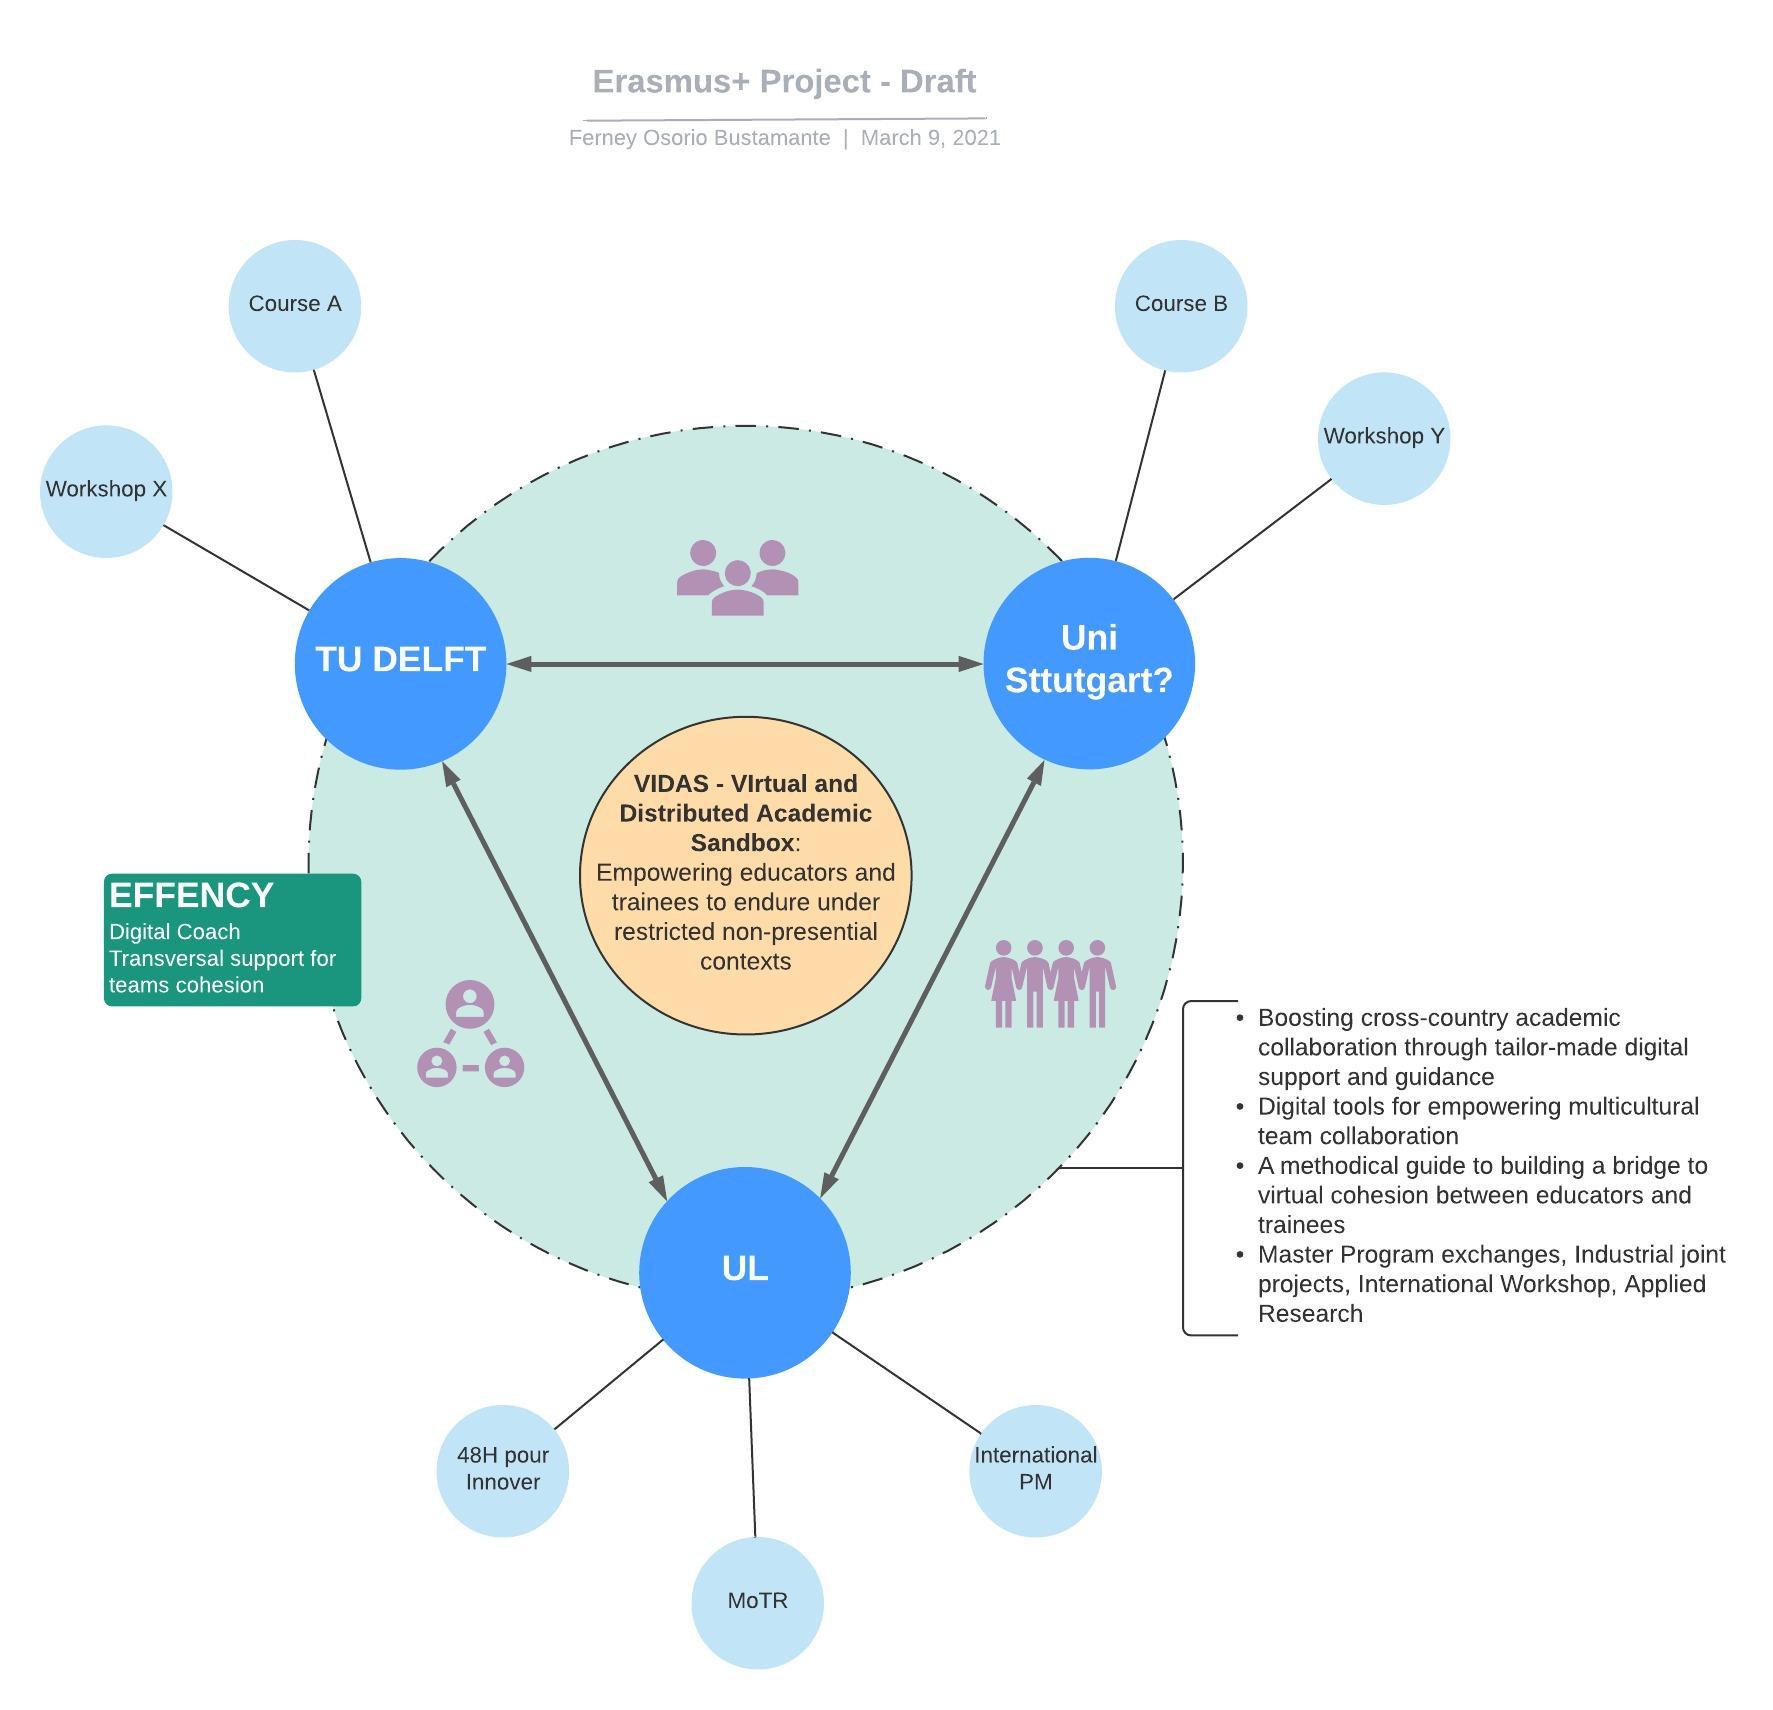 Erasmus+ Project - Draft
Ferney Osorio Bustamante | March 9, 2021
Course A
Course B
Workshop Y
Workshop X
TU DELFT
Uni
Sttutgart?
VIDAS - VIrtual and
Distributed Academic
Sandbox:
Empowering educators and
trainees to endure under
restricted non-presential
contexts
EFFENCY
Digital Coach
Transversal support for
teams cohesion
• Boosting cross-country academic
collaboration through tailor-made digital
support and guidance
• Digital tools for empowering multicultural
team collaboration
• A methodical guide to building a bridge to
virtual cohesion between educators and
trainees
• Master Program exchanges, Industrial joint
projects, International Workshop, Applied
Research
UL
48H pour
Innover
International
PM
MoTR